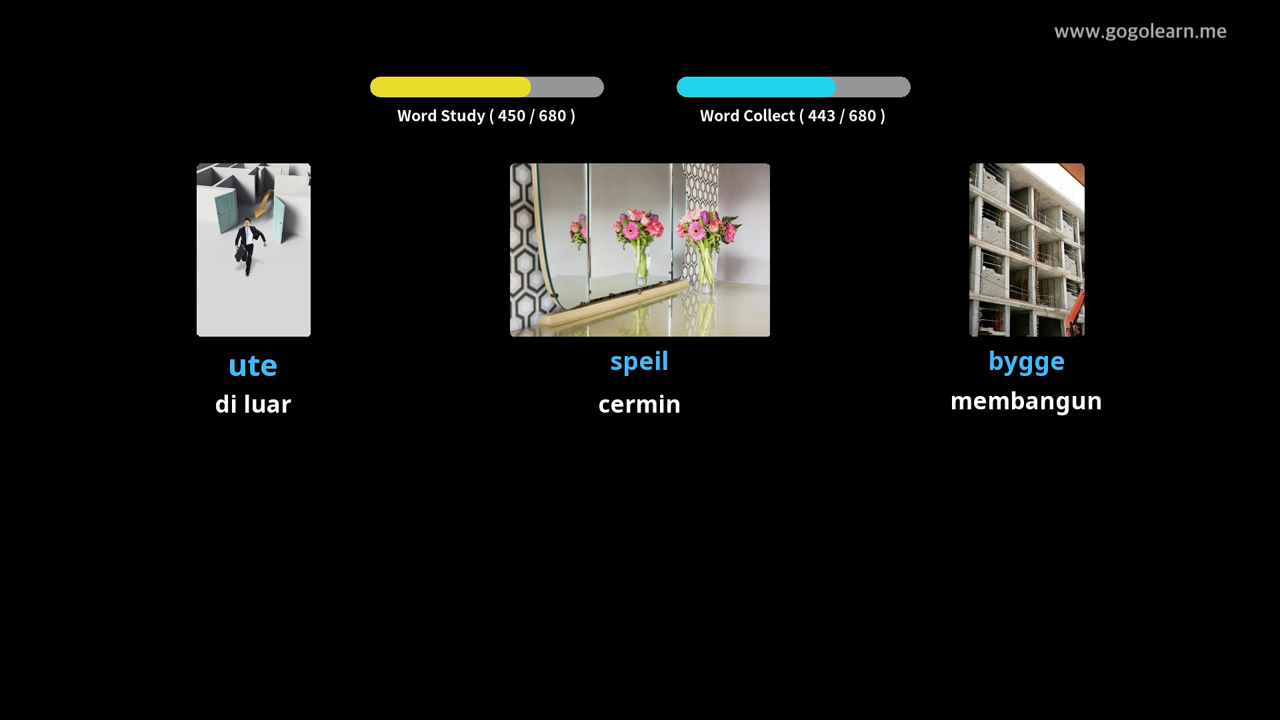 www.gogolearn.me
Word Study ( 450 / 680 )
Word Collect ( 443 / 680 )
ute
speil
bygge
di luar
cermin
membangun